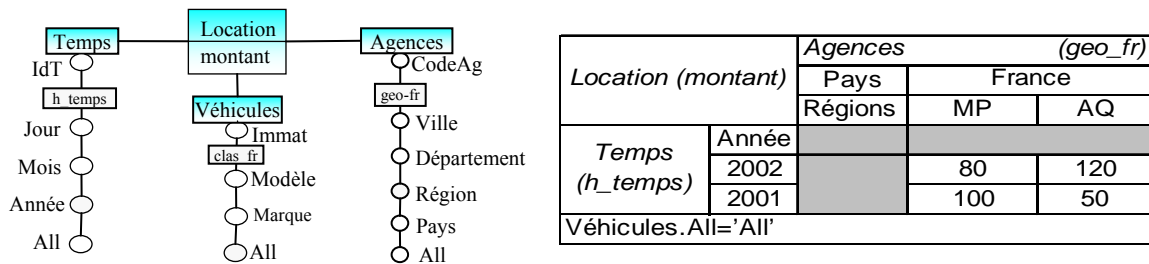 Temps
Location
montant
Agences
IdT
h_temps
Jour
Mois
Année
All
Véhicules
Immat
clas_fr
Modèle
Marque
All
CodeAg
geo-fr
Ville
Département
Région
Pays
All
Location (montant)
Agences (geo_fr)
Pays France
Régions MP AQ
Temps
(h_temps)
Année
2002 80 120
2001 100 50
Véhicules.All='All'